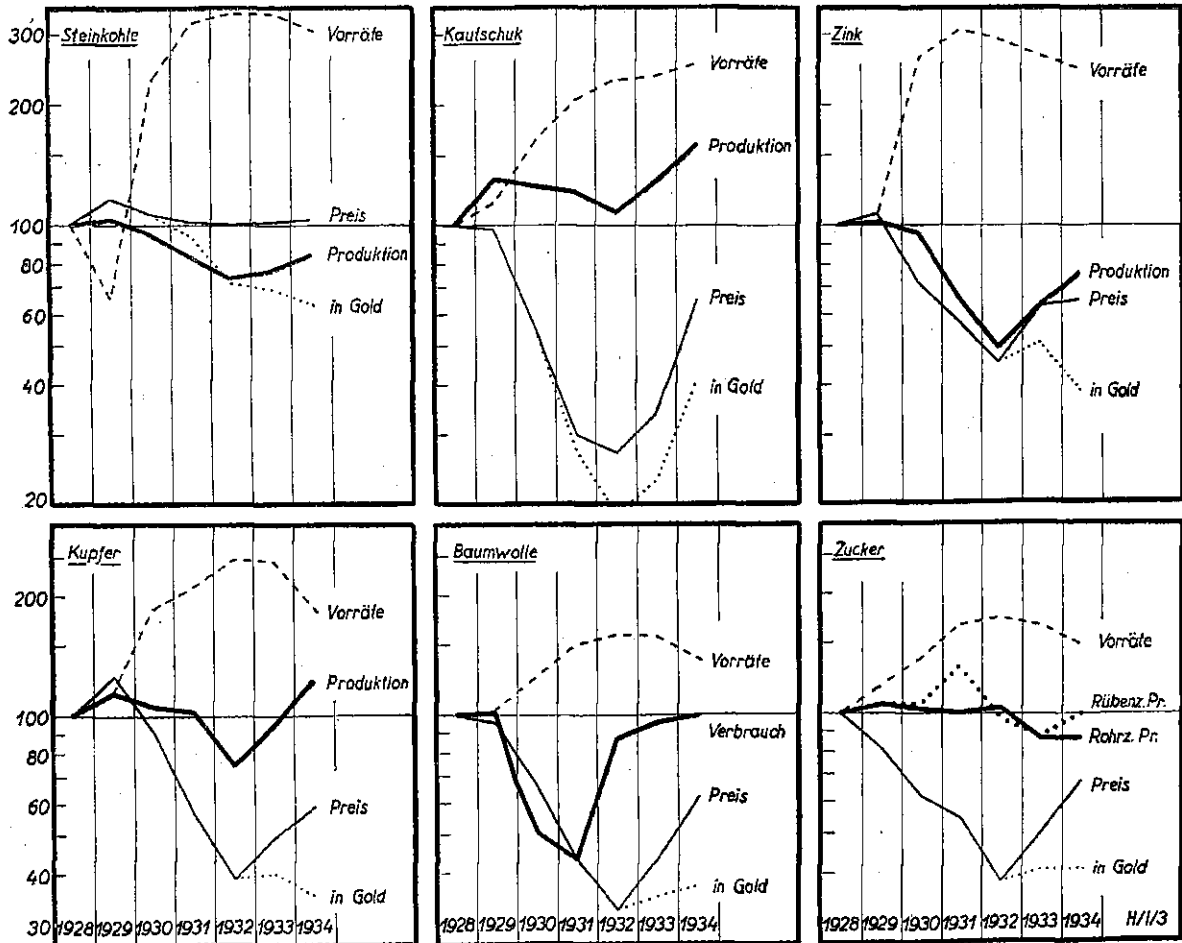 Steinkohle
300
200
100
80
60
40
20
Vorräte
Preis
Produktion
in Gold
Kautschuk
Vorräte
Produktion
Preis
in Gold
Zink
Vorräte
Produktion
Preis
in Gold
Kupfer
200
100
80
60
40
30
Vorräte
Produktion
Preis
in Gold
1928 1929 1930 1931 1932 1933 1934
Baumwolle
Vorräte
Verbrauch
Preis
in Gold
1928 1929 1930 1931 1932 1933 1934
Zucker
Vorräte
Rübenz. Pr.
Rohrz. Pr.
Preis
in Gold
1928 1929 1930 1931 1932 1933 1934
H/I/3